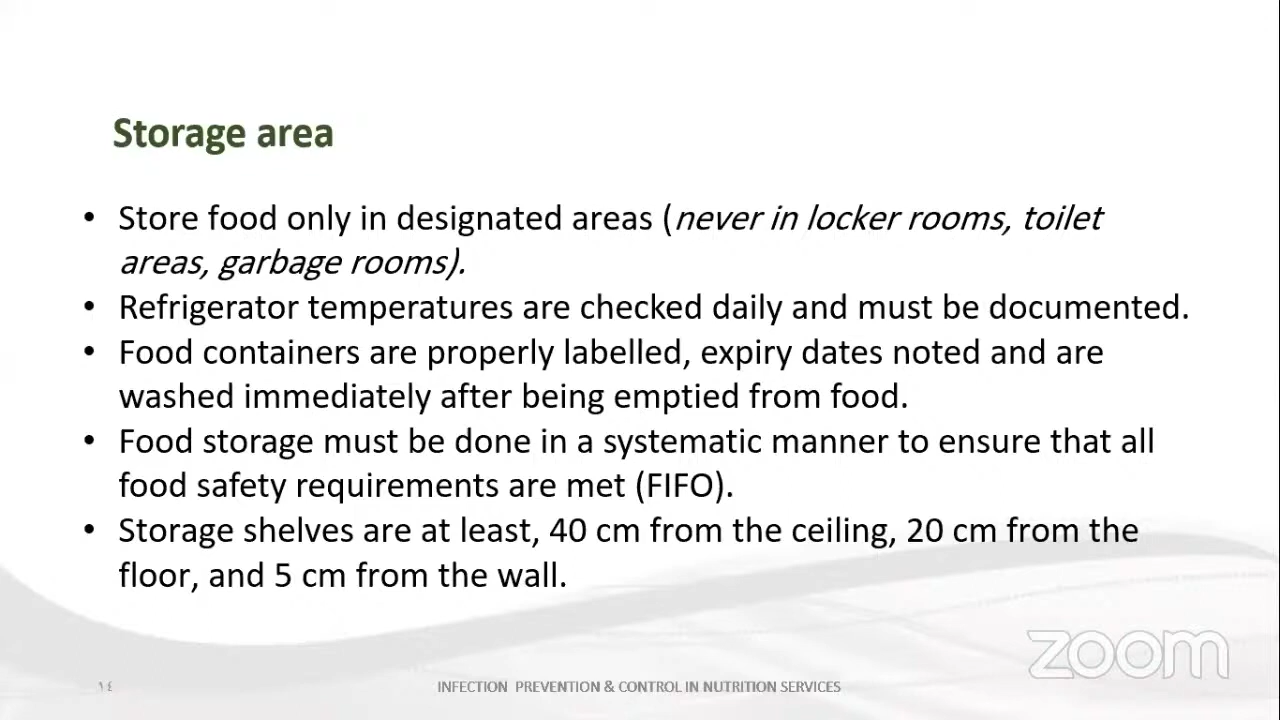 Storage area
• Store food only in designated areas (never in locker rooms, toilet
areas, garbage rooms).
• Refrigerator temperatures are checked daily and must be documented.
• Food containers are properly labelled, expiry dates noted and are
washed immediately after being emptied from food.
• Food storage must be done in a systematic manner to ensure that all
food safety requirements are met (FIFO).
• Storage shelves are at least, 40 cm from the ceiling, 20 cm from the
floor, and 5 cm from the wall.
zoom
١٤
INFECTION PREVENTION & CONTROL IN NUTRITION SERVICES